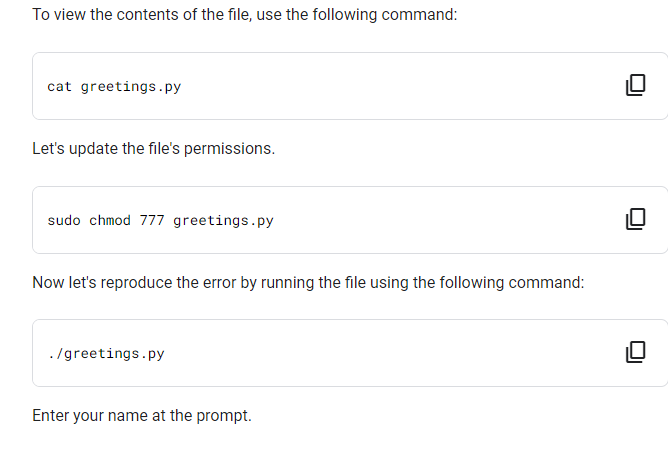 To view the contents of the file, use the following command:
cat greetings.py
Let's update the file's permissions.
sudo chmod 777 greetings.py
Now let's reproduce the error by running the file using the following command:
./greetings.py
Enter your name at the prompt.